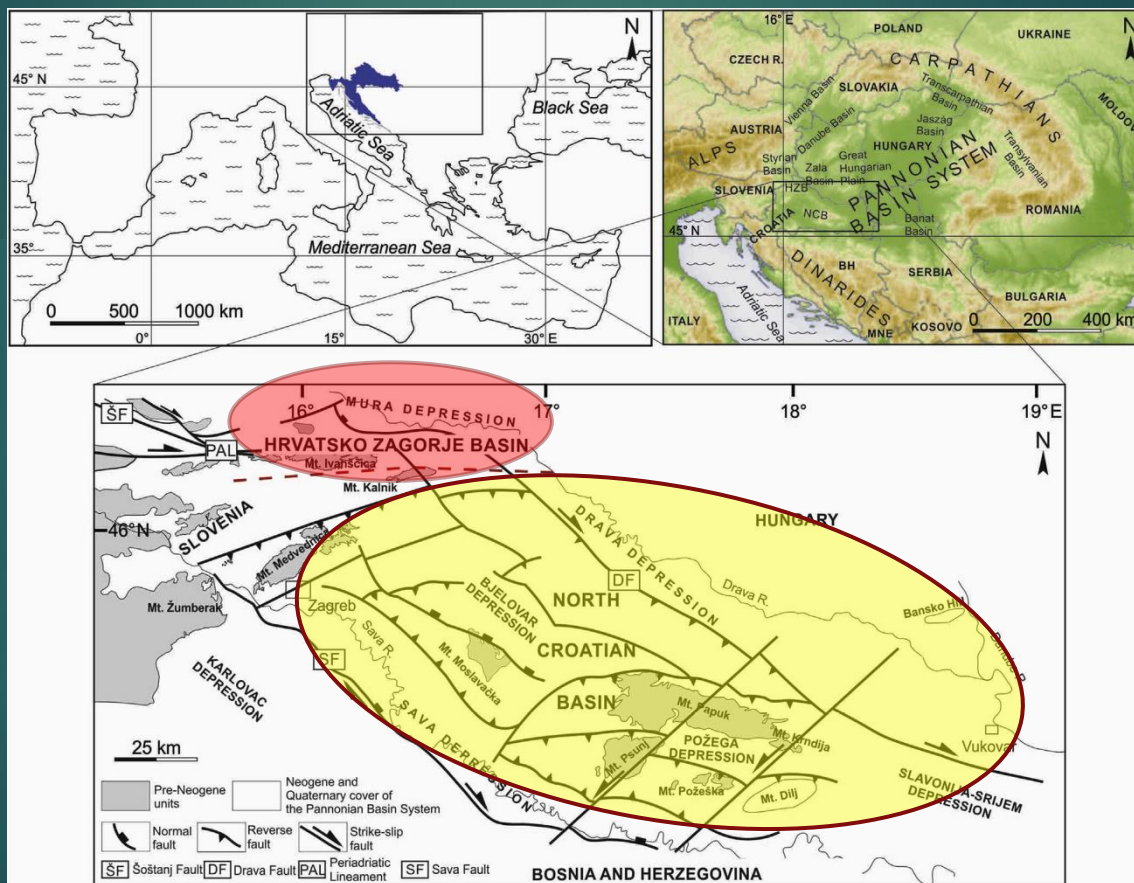 N
45° N
Adriatic Sea
Black Sea
35°
Mediterranean Sea
0 500 1000 km
0°
15°
30°E
16° E
POLAND
UKRAINE
N
CZECH R.
CARPATHIANS
SLOVAKIA
Transcarpathian
Basin
MOLDOV
Vienna Basin
Danube Basin
Jaszág
Basin
AUSTRIA
HUNGARY
ALPS
Styrian
Basin
Zala
Basin
Great
Hungarian
Plain
PANNONIAN
BASIN SYSTEM
Transylvanian
Basin
SLOVENIA
HZB
CROATIA
NCB
ROMANIA
Banat
Basin
45° N
DINARIDES
BH
SERBIA
Adriatic Sea
BULGARIA
ITALY
MNE
KOSOVO
0 200 400 km
16°
17°
18°
19°E
ŠF
MURA DEPRESSION
N
PAL
HRVATSKO ZAGORJE BASIN
Mt. Ivanščica
Mt. Kalnik
46°N
SLOVENIA
HUNGARY
Mt. Medvednica
DRAVA DEPRESSION
DF
Drava R.
Mt. Žumberak
Zagreb
BJELOVAR
DEPRESSION
NORTH
CROATIAN
BASIN
Bansko Hill
Sava R.
SF
Mt. Moslavačka
KARLOVAC
DEPRESSION
SAVA DEPRESSION
Mt. Papuk
Mt. Krndija
Vukovar
25 km
Mt. Psunj
POŽEGA
DEPRESSION
Mt. Požeška
Mt. Dilj
SLAVONIJA-SRIJEM
DEPRESSION
Pre-Neogene
units
Neogene and
Quaternary cover of
the Pannonian Basin System
Normal
fault
Reverse
fault
Strike-slip
fault
ŠF Šoštanj Fault DF Drava Fault PAL Periadriatic
Lineament SF Sava Fault
BOSNIA AND HERZEGOVINA